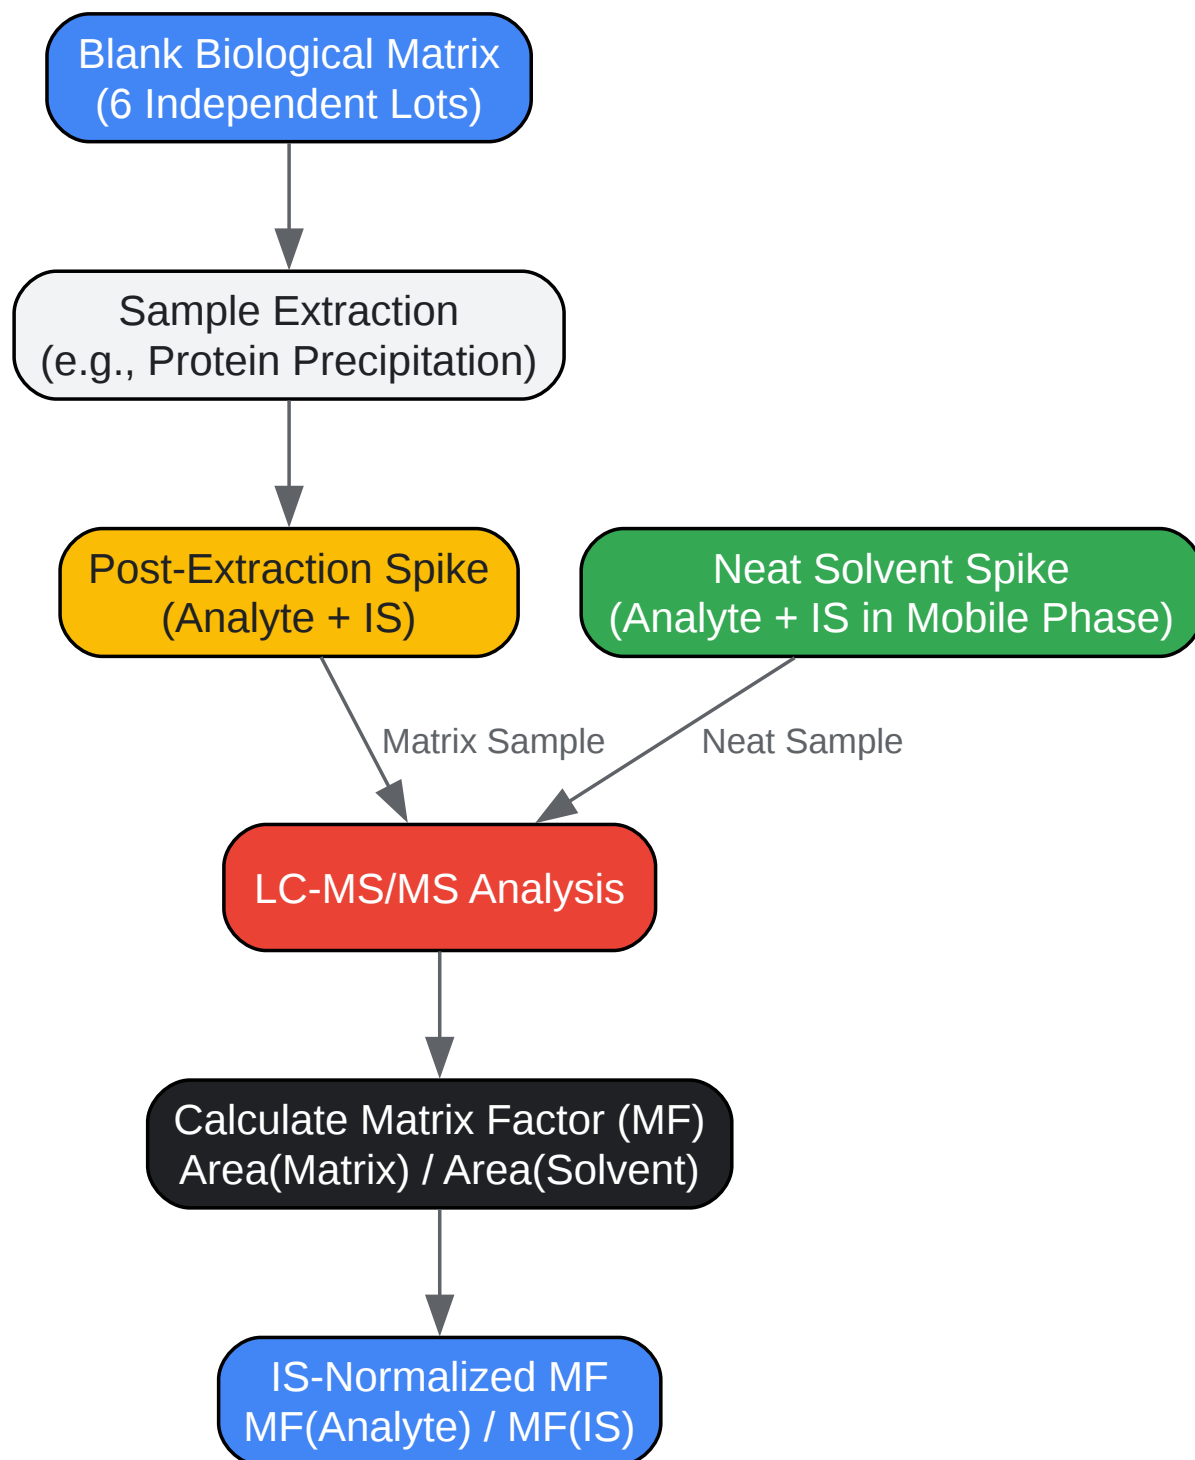 Blank Biological Matrix
(6 Independent Lots)
Sample Extraction
(e.g., Protein Precipitation)
Post-Extraction Spike
(Analyte + IS)
Neat Solvent Spike
(Analyte + IS in Mobile Phase)
Matrix Sample
Neat Sample
LC-MS/MS Analysis
Calculate Matrix Factor (MF)
Area(Matrix) / Area(Solvent)
IS-Normalized MF
MF(Analyte) / MF(IS)